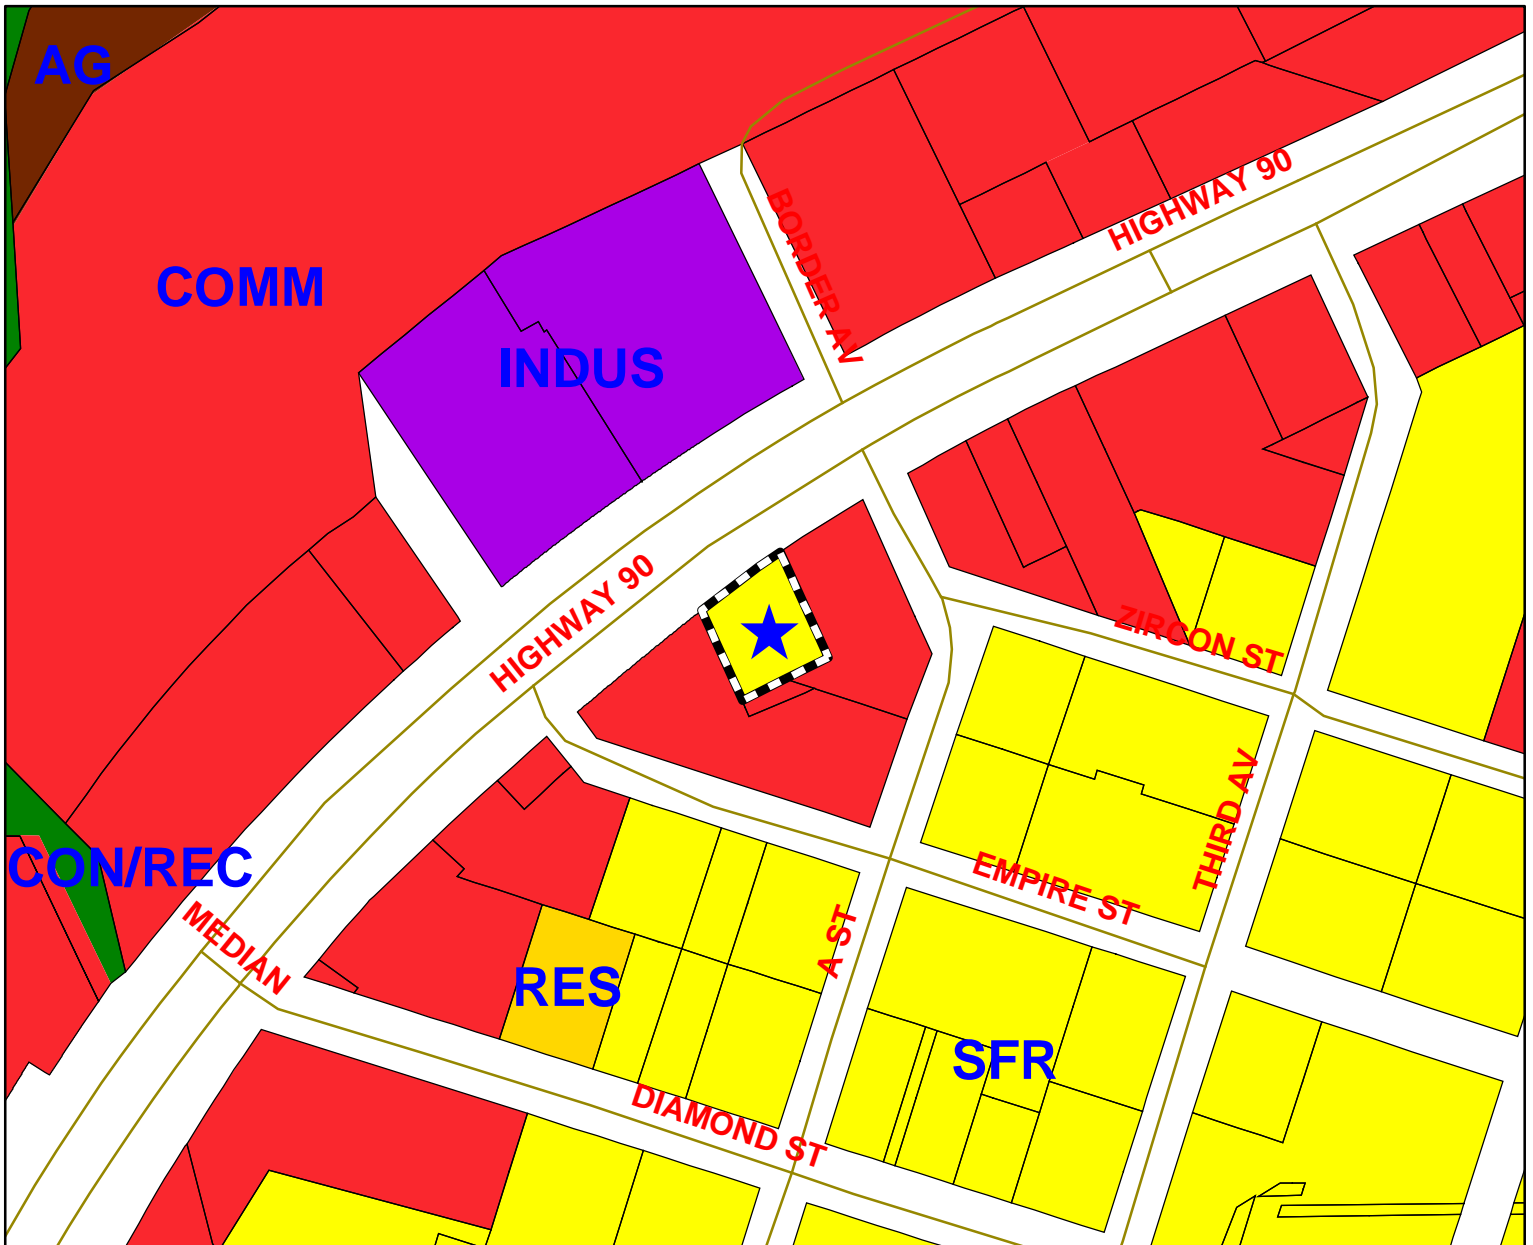 AG
COMM
BORDER AV
HIGHWAY 90
INDUS
HIGHWAY 90
ZIRCON ST
THIRD AV
CON/REC
EMPIRE ST
MEDIAN
A ST
RES
SFR
DIAMOND ST